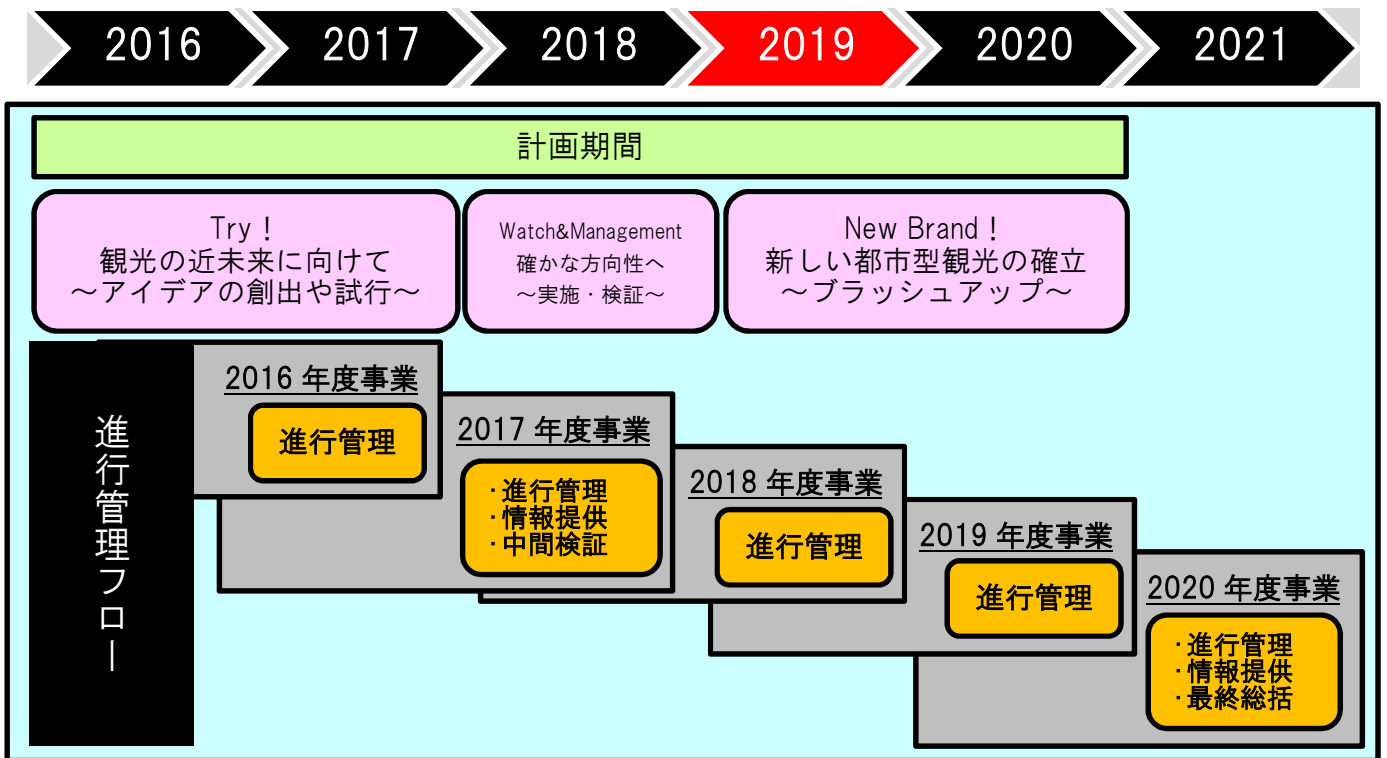 2016
2017
2018
2019
2020
2021
計画期間
Try！
観光の近未来に向けて
～アイデアの創出や試行～
Watch&Management
確かな方向性へ
～実施・検証～
New Brand！
新しい都市型観光の確立
～ブラッシュアップ～
進行管理フロー
2016 年度事業
進行管理
2017 年度事業
・進行管理
・情報提供
・中間検証
2018 年度事業
進行管理
2019 年度事業
進行管理
2020 年度事業
・進行管理
・情報提供
・最終総括